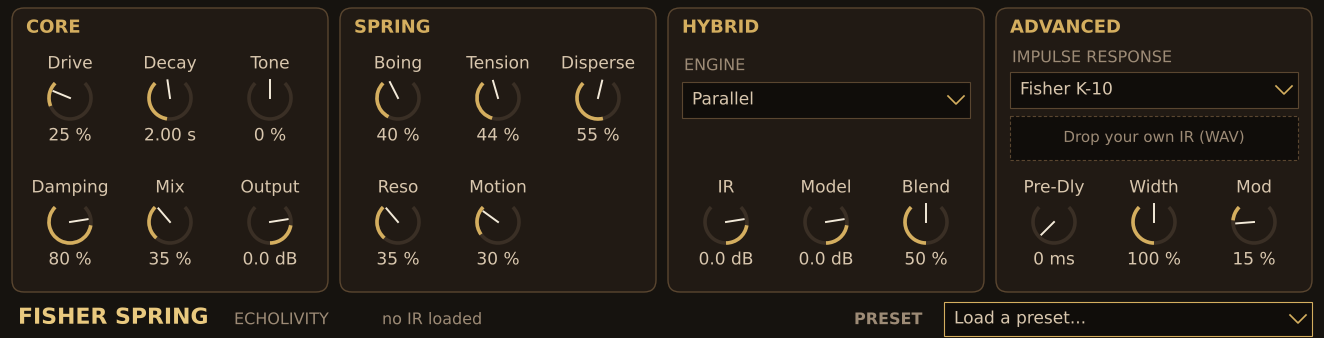 CORE
Drive Decay Tone
25 % 2.00 s 0 %
Damping Mix Output
80 % 35 % 0.0 dB
SPRING
Boing Tension Disperse
40 % 44 % 55 %
Reso Motion
35 % 30 %
HYBRID
ENGINE
Parallel
IR Model Blend
0.0 dB 0.0 dB 50 %
ADVANCED
IMPULSE RESPONSE
Fisher K-10
Drop your own IR (WAV)
Pre-Dly Width Mod
0 ms 100 % 15 %
FISHER SPRING ECHOLIVITY no IR loaded PRESET Load a preset...